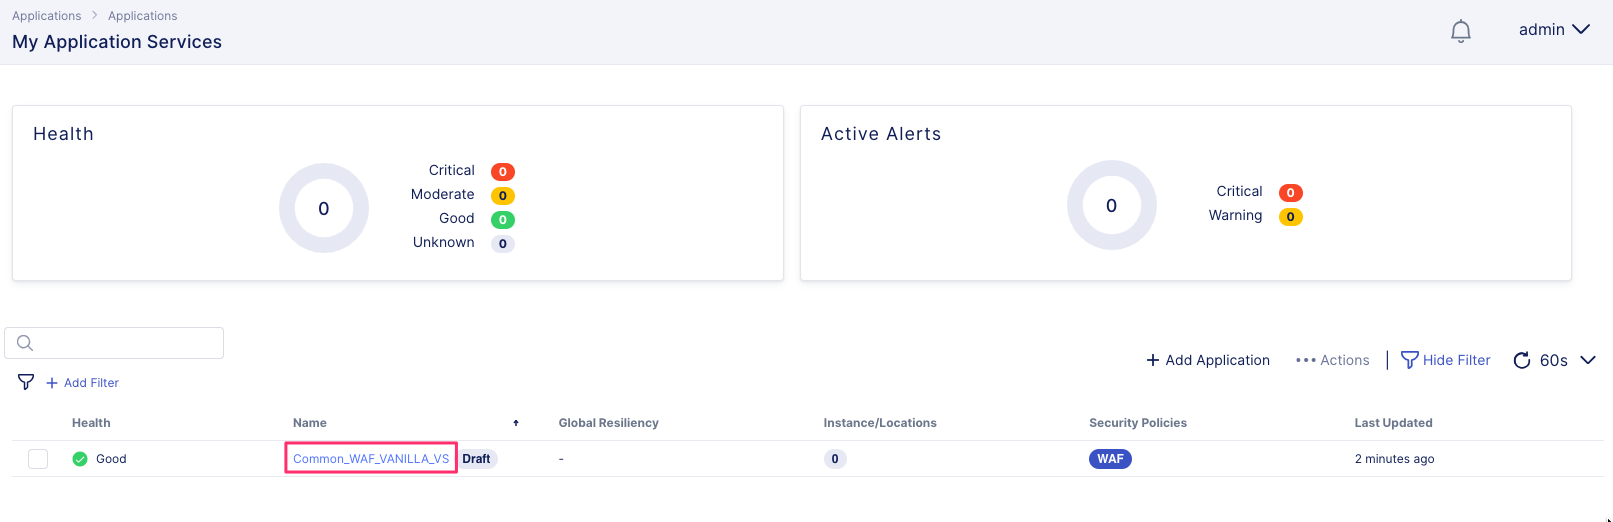 Applications > Applications
My Application Services
admin
Health
Critical 0
Moderate 0
Good 0
Unknown 0
0
Active Alerts
Critical 0
Warning 0
0
+ Add Application ••• Actions | Hide Filter 60s
+ Add Filter
Health Name Global Resiliency Instance/Locations Security Policies Last Updated
Good Common_WAF_VANILLA_VS Draft - 0 WAF 2 minutes ago